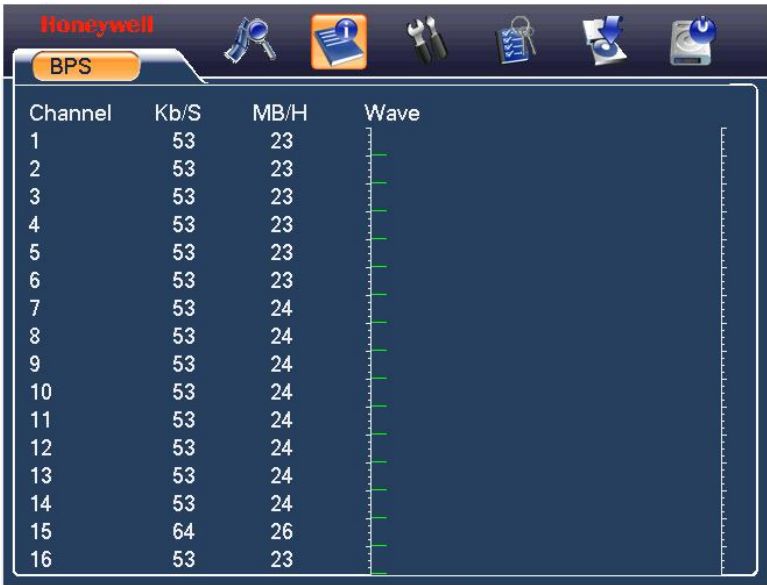 Honeywell
BPS
Channel Kb/S MB/H Wave
1 53 23
2 53 23
3 53 23
4 53 23
5 53 23
6 53 23
7 53 24
8 53 24
9 53 24
10 53 24
11 53 24
12 53 24
13 53 24
14 53 24
15 64 26
16 53 23